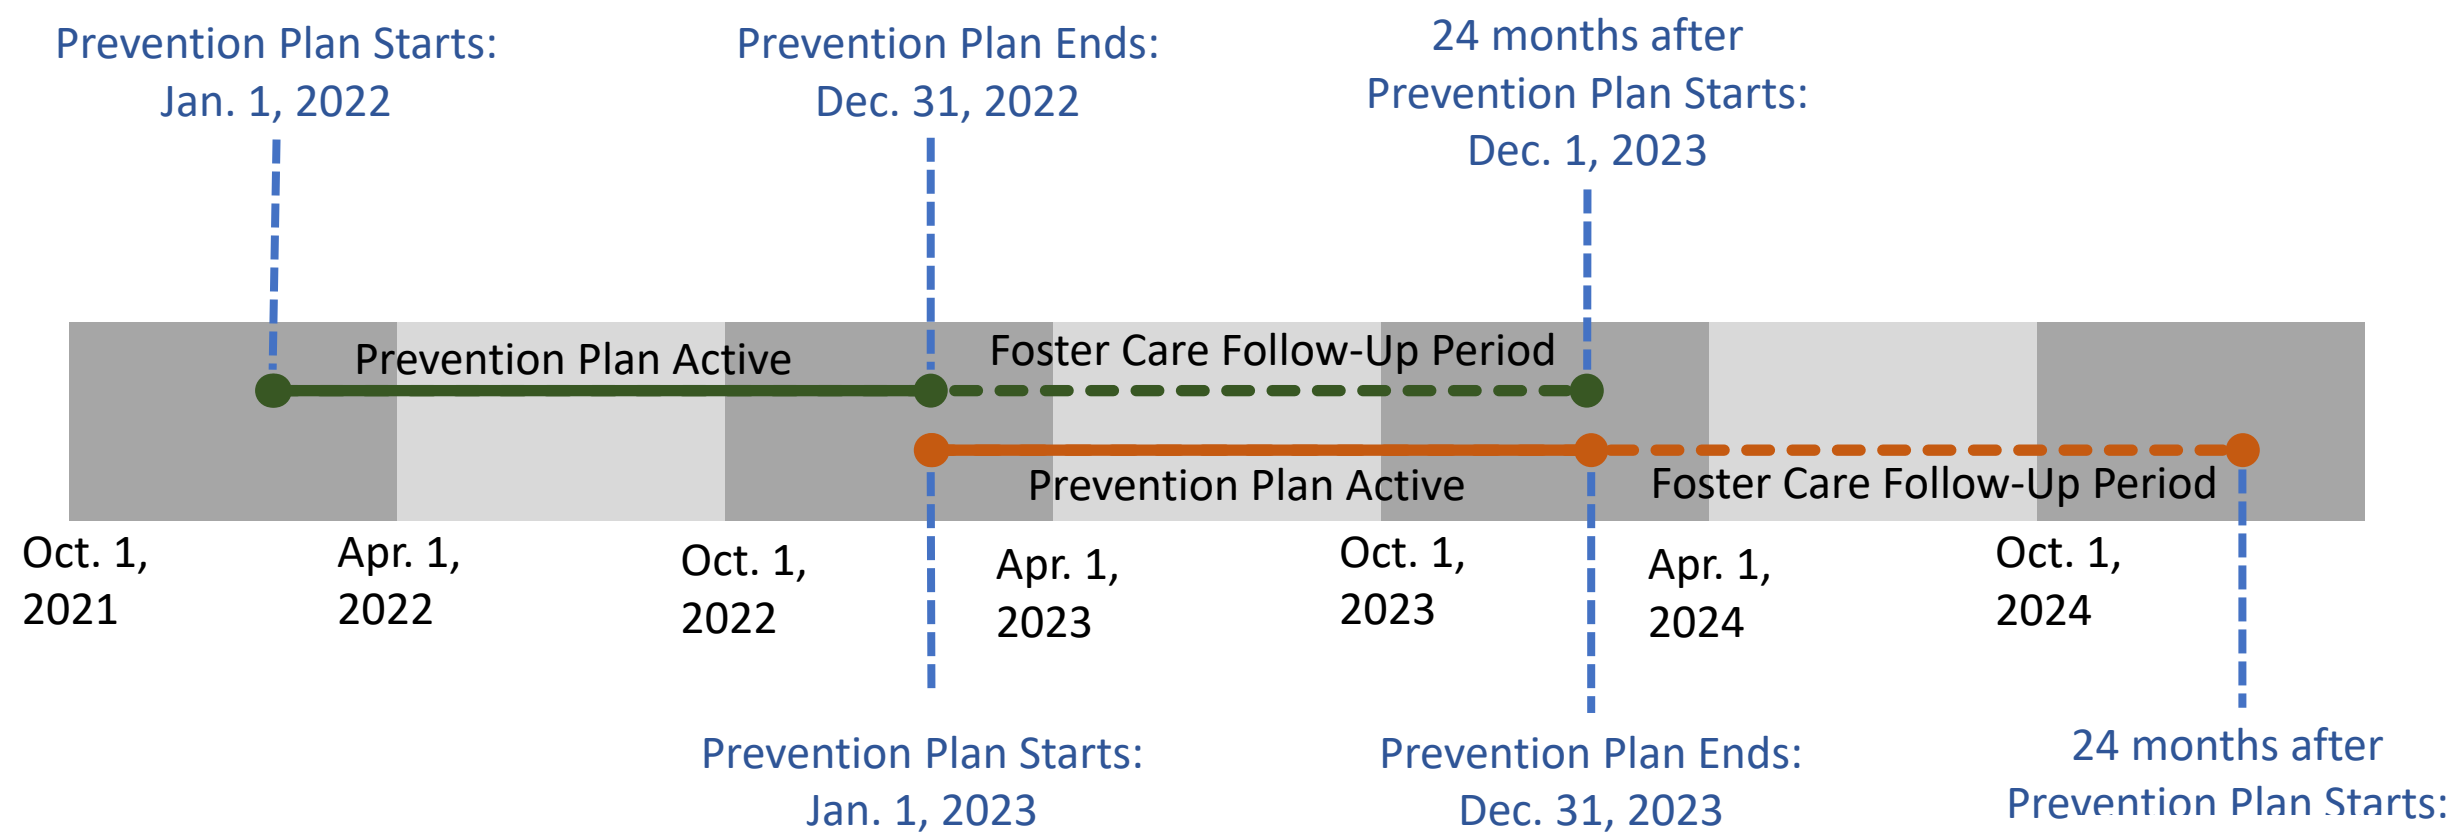 Prevention Plan Starts:
Jan. 1, 2022
Prevention Plan Ends:
Dec. 31, 2022
24 months after
Prevention Plan Starts:
Dec. 1, 2023
Prevention Plan Active
Foster Care Follow-Up Period
Prevention Plan Active
Foster Care Follow-Up Period
Oct. 1,
2021
Apr. 1,
2022
Oct. 1,
2022
Apr. 1,
2023
Oct. 1,
2023
Apr. 1,
2024
Oct. 1,
2024
Prevention Plan Starts:
Jan. 1, 2023
Prevention Plan Ends:
Dec. 31, 2023
24 months after
Prevention Plan Starts: